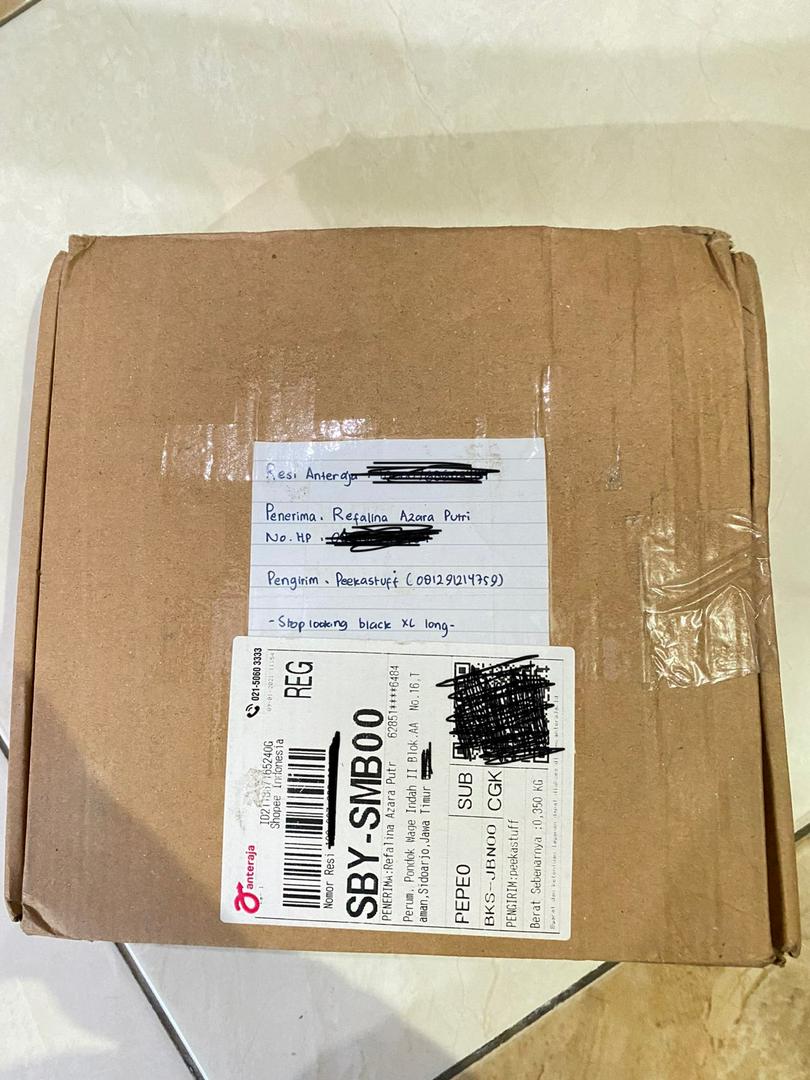 Resi Anteraja
Penerima. Refalina Azara Putri
No. HP.
Pengirim. Peekastuff (081291214759)
-Stop looking black XL long-
anteraja
021-5060 3333
Shopee Indonesia
REG
Nomor Resi
SBY-SMB00
PENERIMA:Refalina Azara Putr 62851****6484
Perum. Pondok Wage Indah II Blok.AA No.16,T
aman,Sidoarjo,Jawa Timur
PEPE0 SUB
BKS-JBN00 CGK
PENGIRIM:peekastuff
Berat Sebenarnya :0,350 KG